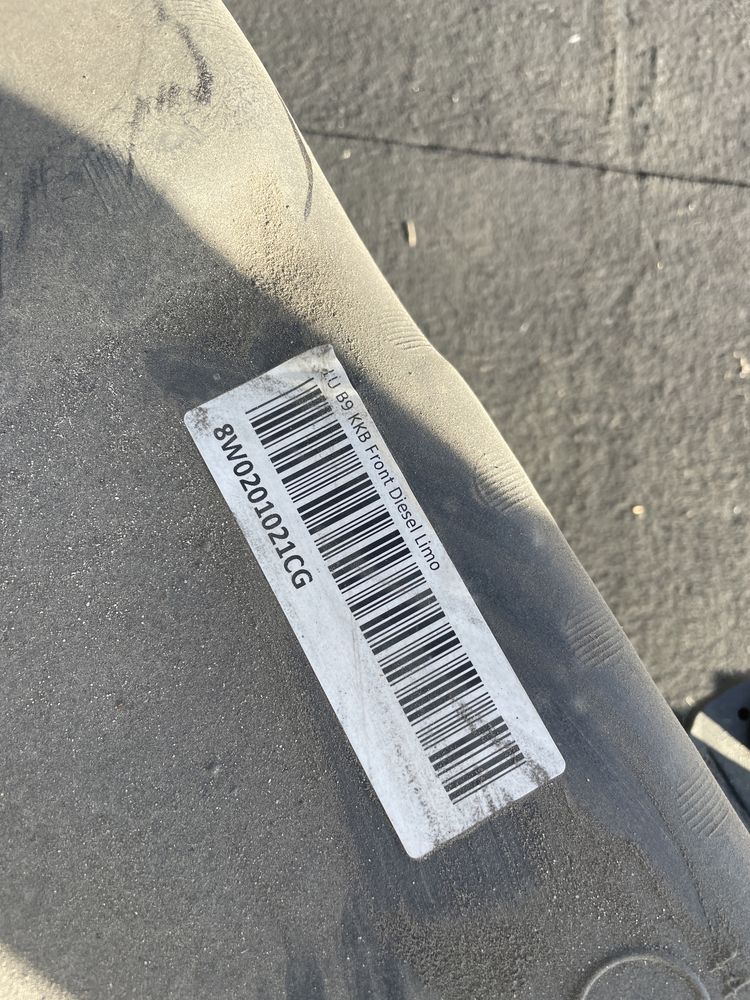 B9 KKB Front Diesel Limo
8W0201021CG